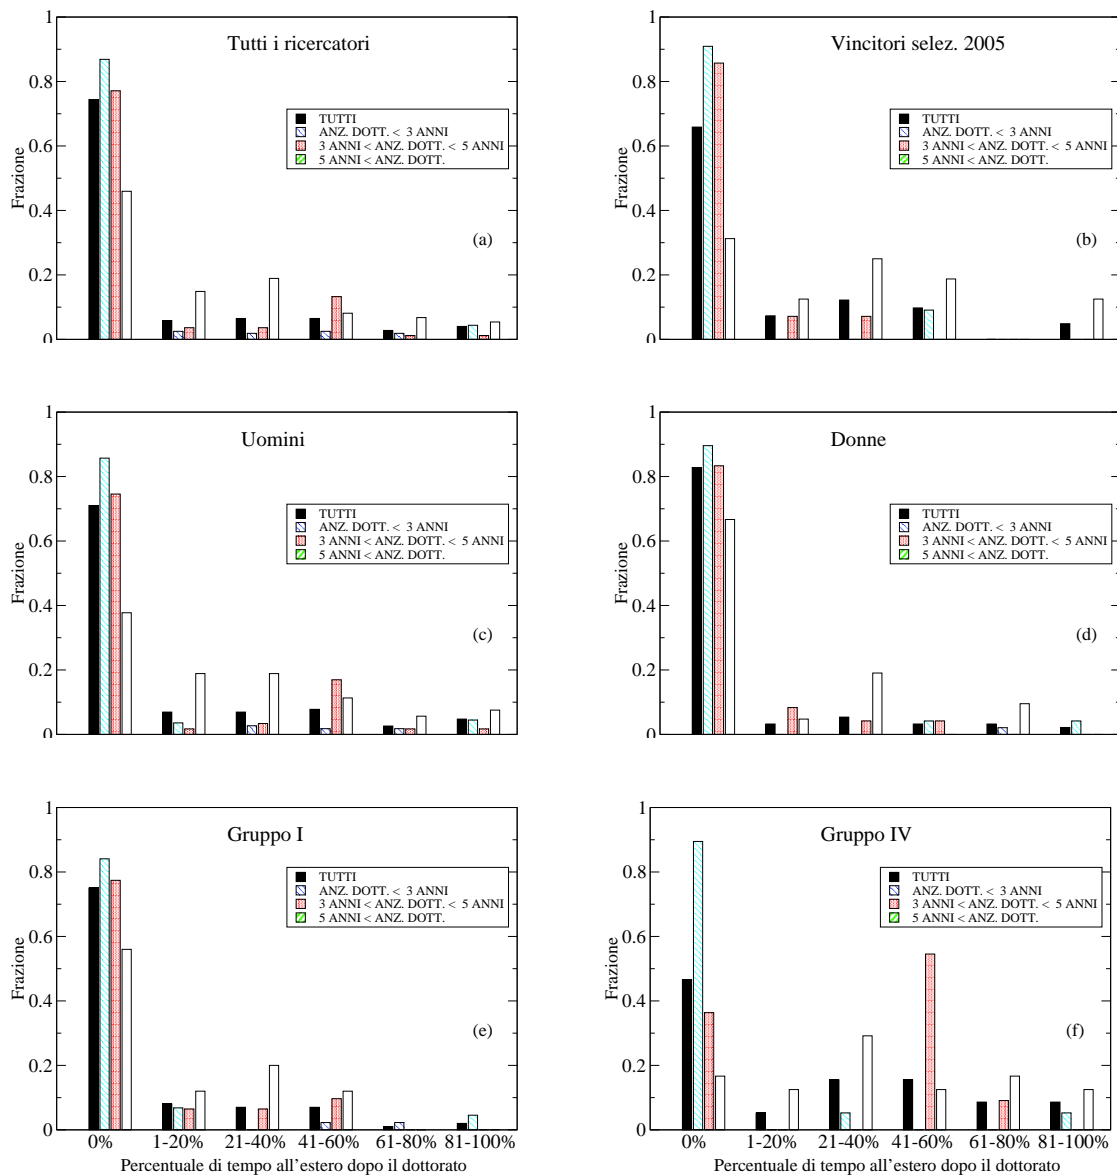 Tutti i ricercatori
TUTTI
ANZ. DOTT. < 3 ANNI
3 ANNI < ANZ. DOTT. < 5 ANNI
5 ANNI < ANZ. DOTT.
(a)
Frazione
1
0.8
0.6
0.4
0.2
0
Vincitori selez. 2005
TUTTI
ANZ. DOTT. < 3 ANNI
3 ANNI < ANZ. DOTT. < 5 ANNI
5 ANNI < ANZ. DOTT.
(b)
Frazione
1
0.8
0.6
0.4
0.2
0
Uomini
TUTTI
ANZ. DOTT. < 3 ANNI
3 ANNI < ANZ. DOTT. < 5 ANNI
5 ANNI < ANZ. DOTT.
(c)
Frazione
1
0.8
0.6
0.4
0.2
0
Donne
TUTTI
ANZ. DOTT. < 3 ANNI
3 ANNI < ANZ. DOTT. < 5 ANNI
5 ANNI < ANZ. DOTT.
(d)
Frazione
1
0.8
0.6
0.4
0.2
0
Gruppo I
TUTTI
ANZ. DOTT. < 3 ANNI
3 ANNI < ANZ. DOTT. < 5 ANNI
5 ANNI < ANZ. DOTT.
(e)
Frazione
1
0.8
0.6
0.4
0.2
0
0% 1-20% 21-40% 41-60% 61-80% 81-100%
Percentuale di tempo all'estero dopo il dottorato
Gruppo IV
TUTTI
ANZ. DOTT. < 3 ANNI
3 ANNI < ANZ. DOTT. < 5 ANNI
5 ANNI < ANZ. DOTT.
(f)
Frazione
1
0.8
0.6
0.4
0.2
0
0% 1-20% 21-40% 41-60% 61-80% 81-100%
Percentuale di tempo all'estero dopo il dottorato